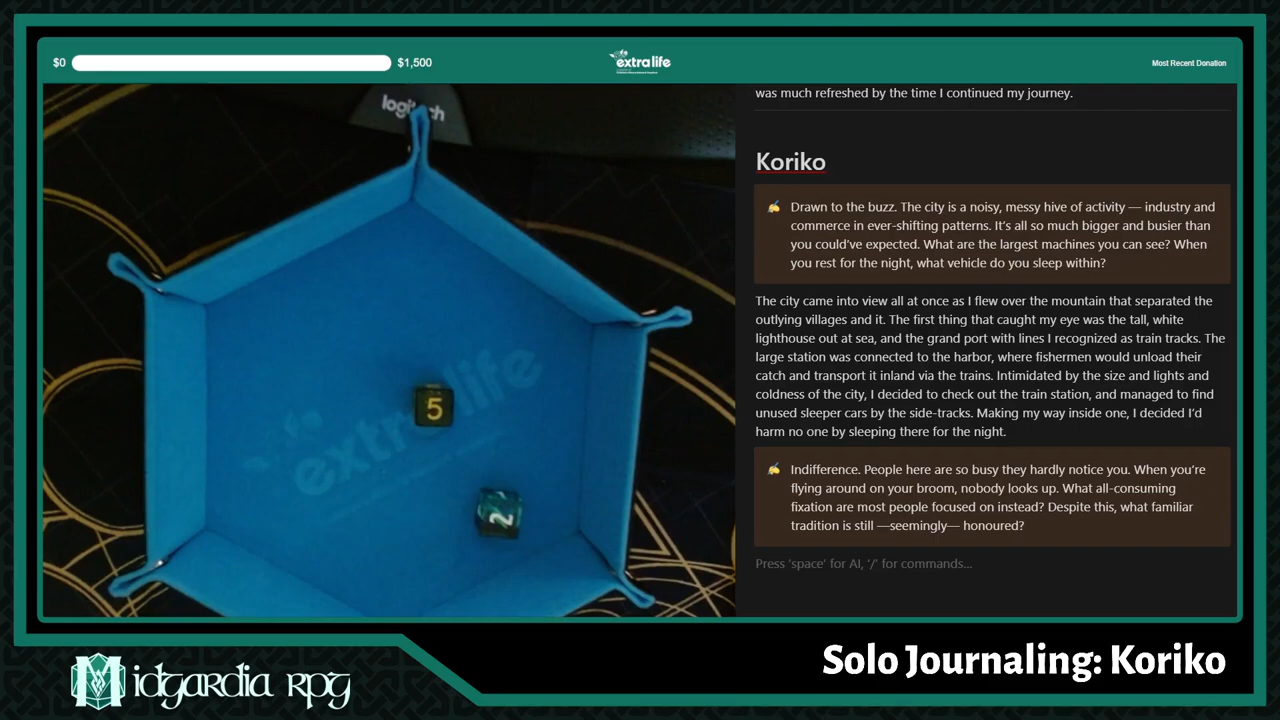 $0
$1,500
extralife
Most Recent Donation
logitech
5
2
extralife
was much refreshed by the time I continued my journey.
Koriko
Drawn to the buzz. The city is a noisy, messy hive of activity — industry and
commerce in ever-shifting patterns. It's all so much bigger and busier than
you could've expected. What are the largest machines you can see? When
you rest for the night, what vehicle do you sleep within?
The city came into view all at once as I flew over the mountain that separated the
outlying villages and it. The first thing that caught my eye was the tall, white
lighthouse out at sea, and the grand port with lines I recognized as train tracks. The
large station was connected to the harbor, where fishermen would unload their
catch and transport it inland via the trains. Intimidated by the size and lights and
coldness of the city, I decided to check out the train station, and managed to find
unused sleeper cars by the side-tracks. Making my way inside one, I decided I'd
harm no one by sleeping there for the night.
Indifference. People here are so busy they hardly notice you. When you're
flying around on your broom, nobody looks up. What all-consuming
fixation are most people focused on instead? Despite this, what familiar
tradition is still —seemingly— honoured?
Press 'space' for AI, '/' for commands...
Midgardia RPG
Solo Journaling: Koriko